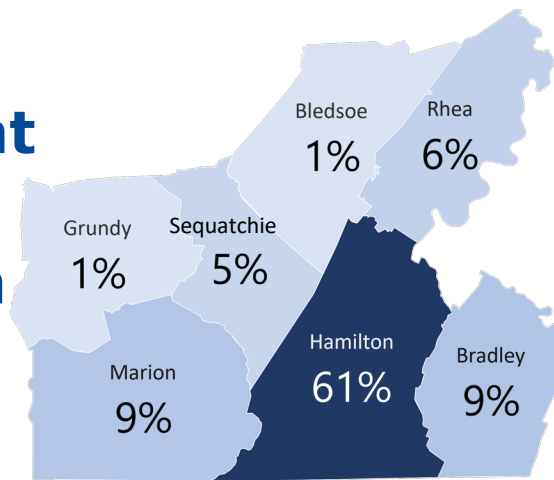 Bledsoe
1%
Rhea
6%
Grundy
1%
Sequatchie
5%
Hamilton
61%
Bradley
9%
Marion
9%